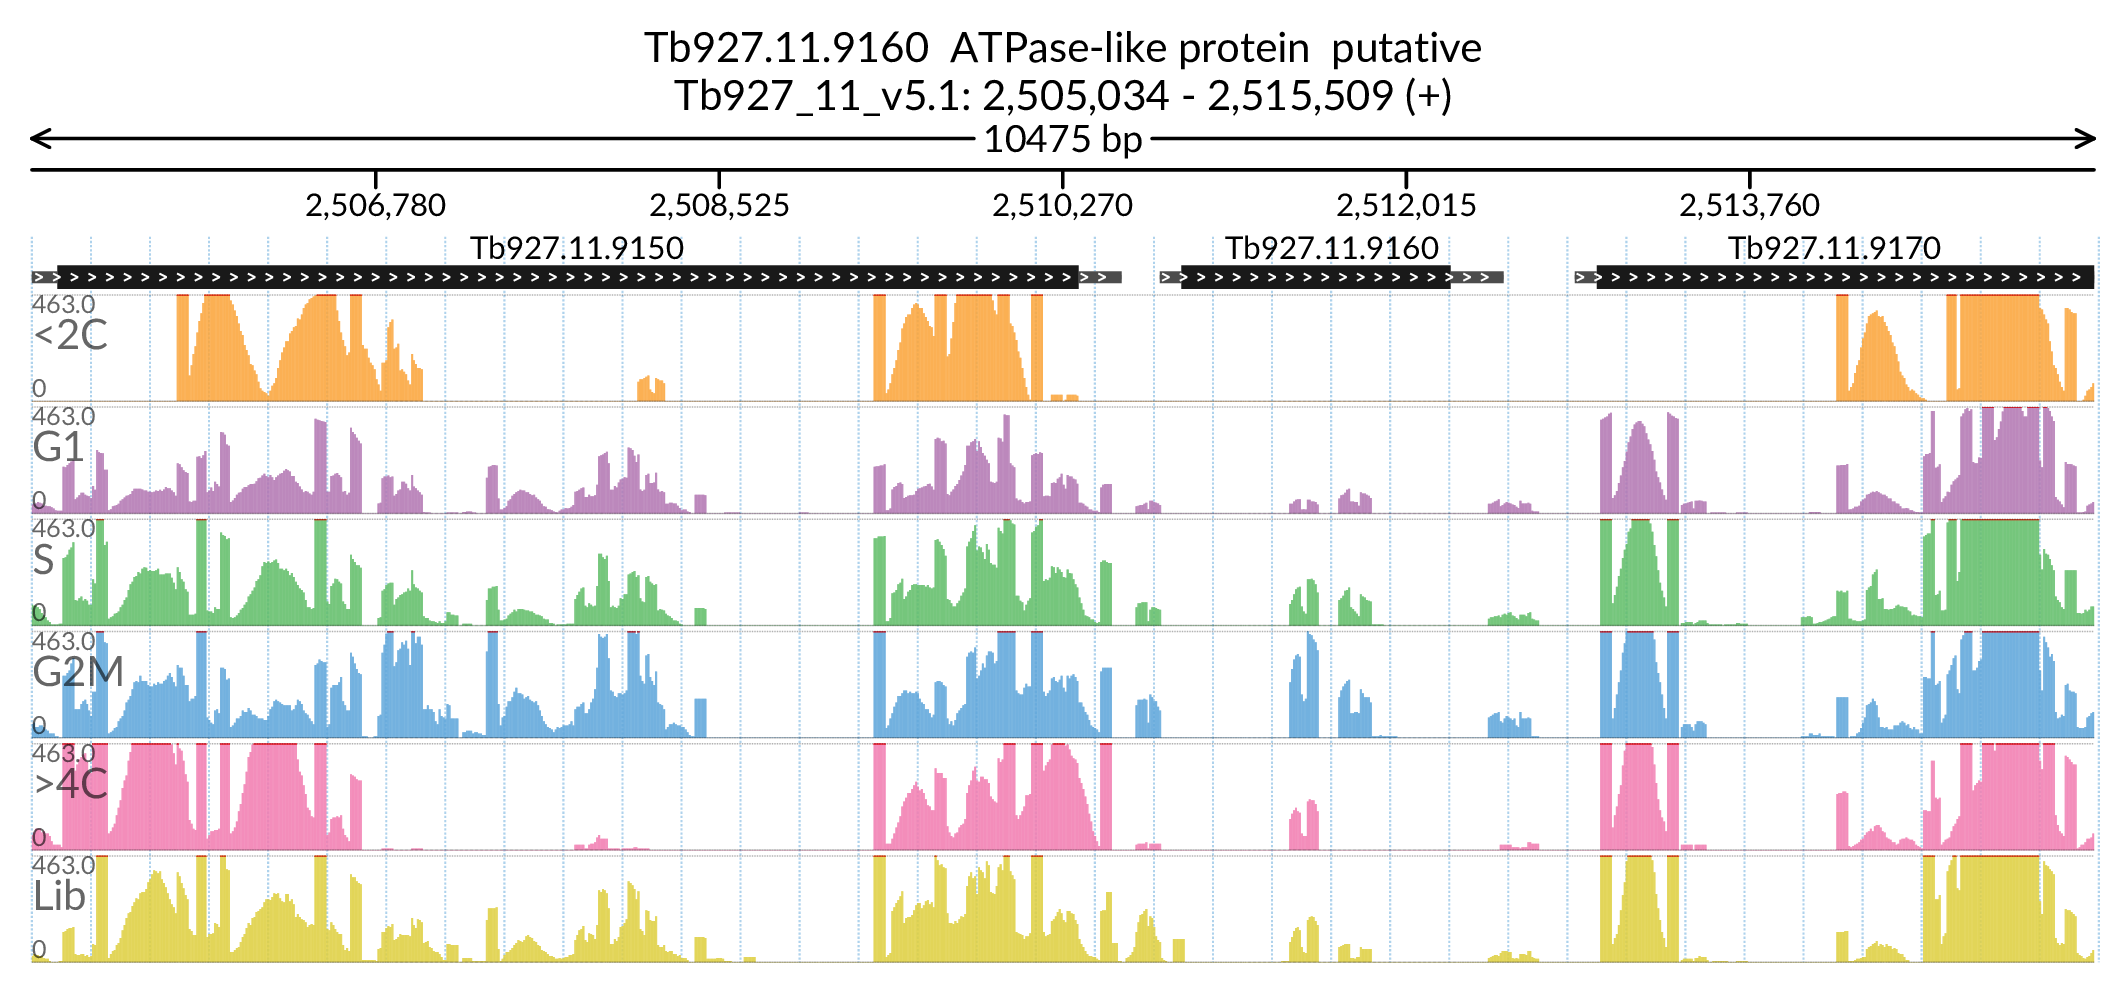 Tb927.11.9160  ATPase-like protein  putative
Tb927_11_v5.1: 2,505,034 - 2,515,509 (+)
10475 bp
2,506,780 2,508,525 2,510,270 2,512,015 2,513,760
Tb927.11.9150 Tb927.11.9160 Tb927.11.9170
463.0
<2C
0
463.0
G1
0
463.0
S
0
463.0
G2M
0
463.0
>4C
0
463.0
Lib
0